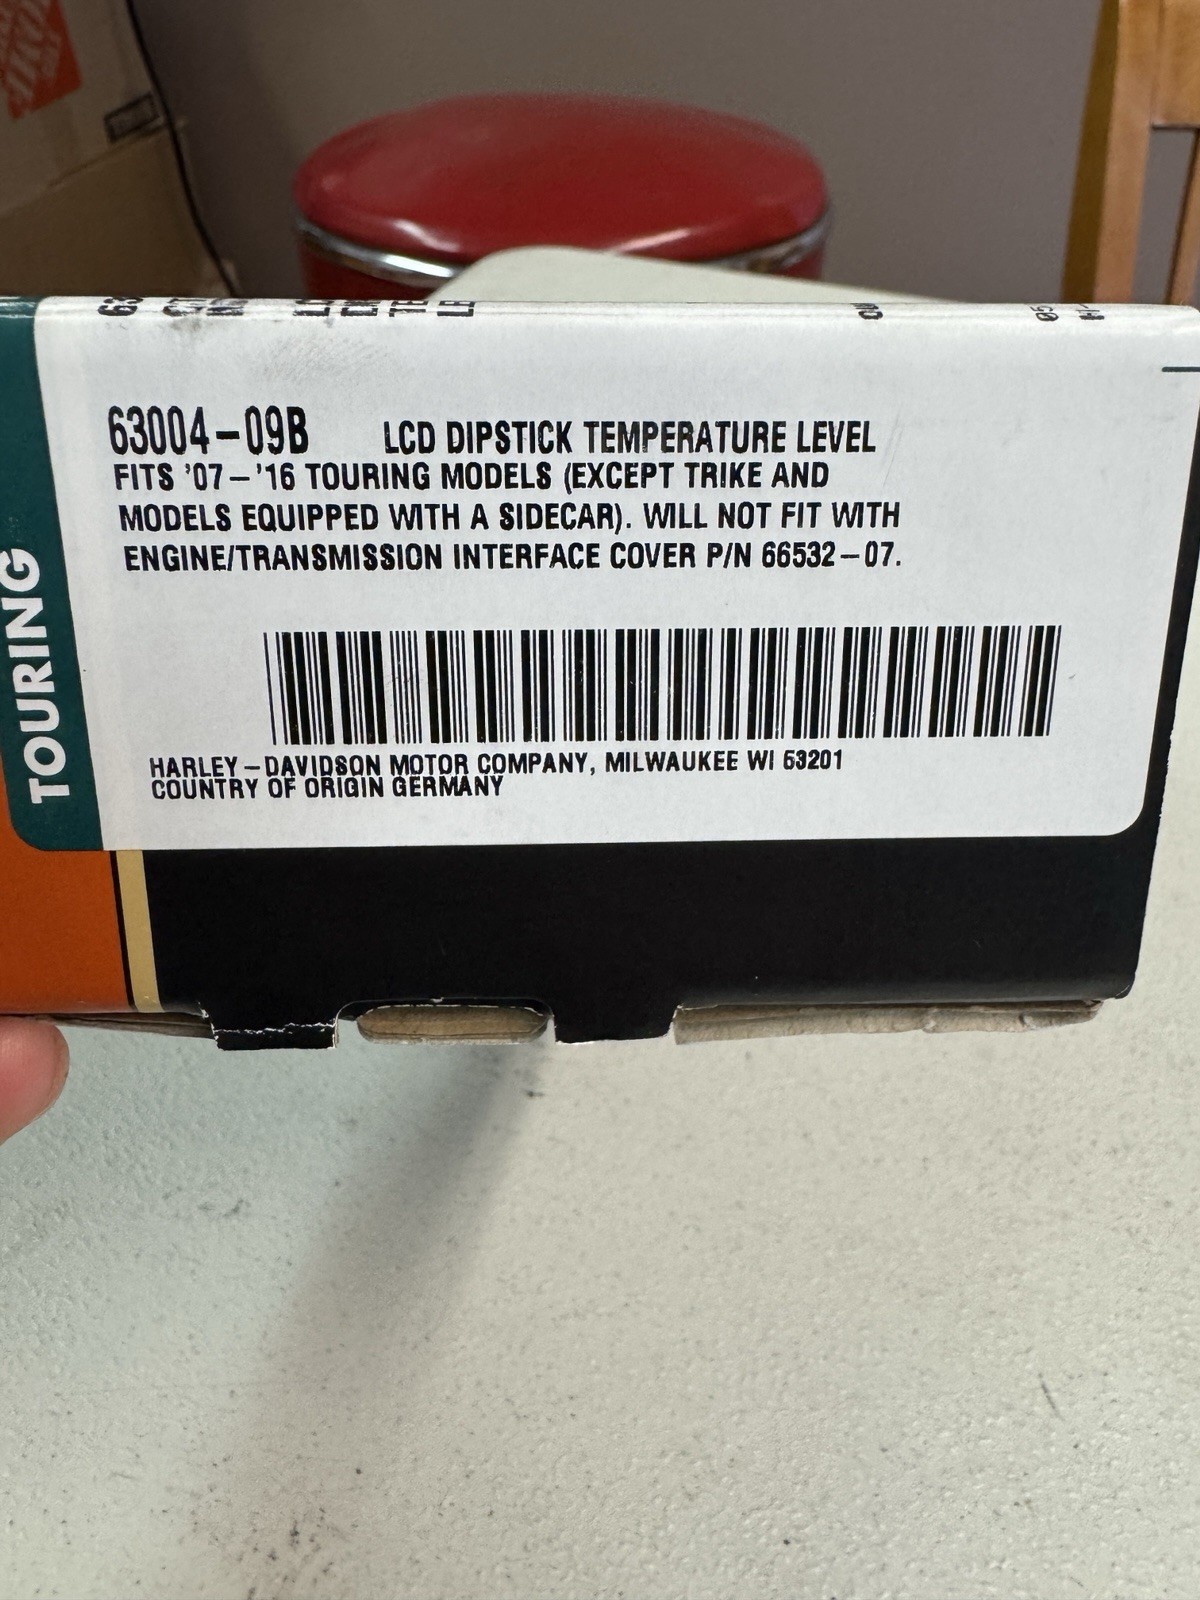 63004-09B LCD DIPSTICK TEMPERATURE LEVEL
FITS '07-'16 TOURING MODELS (EXCEPT TRIKE AND
MODELS EQUIPPED WITH A SIDECAR). WILL NOT FIT WITH
ENGINE/TRANSMISSION INTERFACE COVER P/N 66532-07.
HARLEY-DAVIDSON MOTOR COMPANY, MILWAUKEE WI 53201
COUNTRY OF ORIGIN GERMANY
TOURING